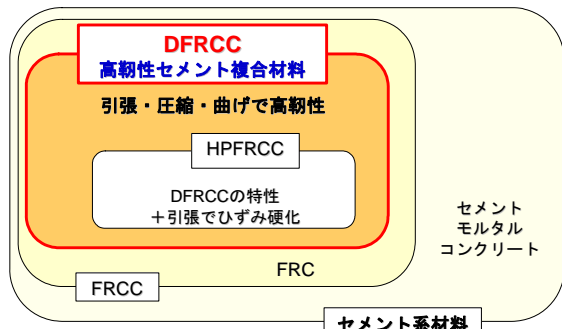 DFRCC
高靭性セメント複合材料
引張・圧縮・曲げで高靭性
HPFRCC
DFRCCの特性
＋引張でひずみ硬化
セメント
モルタル
コンクリート
FRC
FRCC
セメント系材料